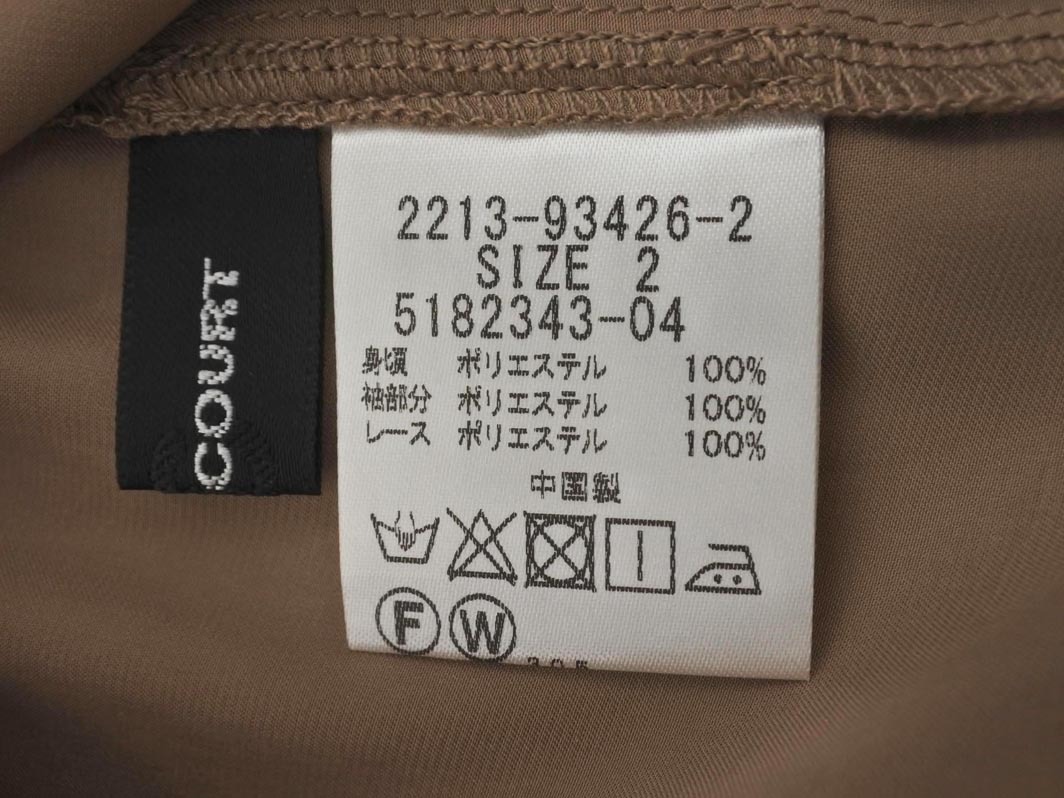 COURT
2213-93426-2
SIZE 2
5182343-04
身頃 ポリエステル 100%
袖部分 ポリエステル 100%
レース ポリエステル 100%
中国製
F W